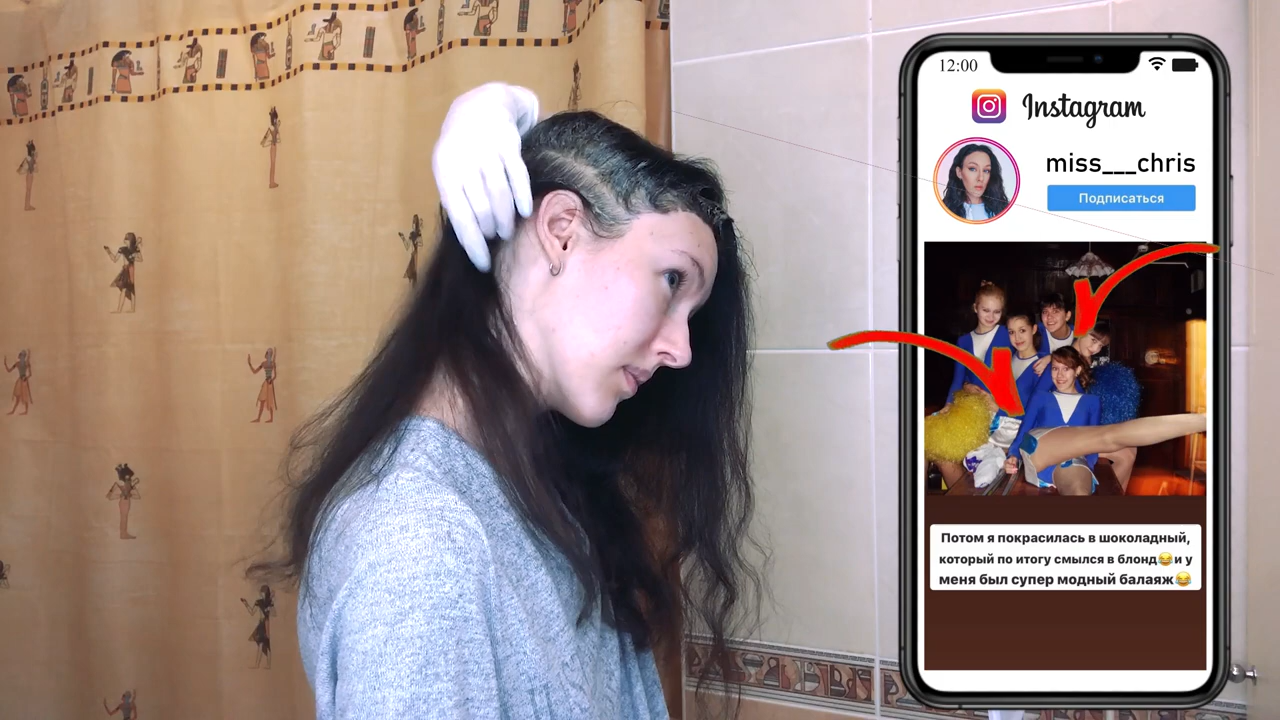 12:00
Instagram
miss___chris
Подписаться
Потом я покрасилась в шоколадный,
который по итогу смылся в блонд😂и у
меня был супер модный балаяж😂